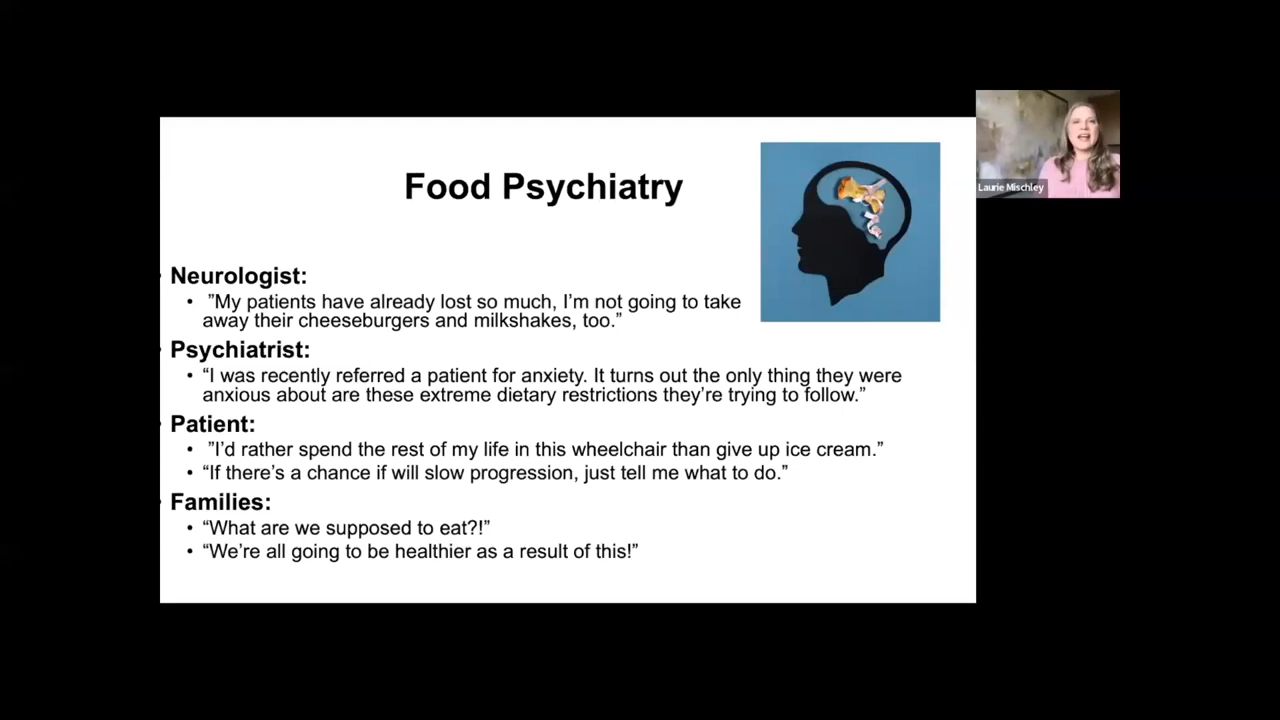 Food Psychiatry
Laurie Mischley
• Neurologist:
• ”My patients have already lost so much, I’m not going to take
away their cheeseburgers and milkshakes, too.”
• Psychiatrist:
• “I was recently referred a patient for anxiety. It turns out the only thing they were
anxious about are these extreme dietary restrictions they’re trying to follow.”
• Patient:
• ”I’d rather spend the rest of my life in this wheelchair than give up ice cream.”
• “If there’s a chance if will slow progression, just tell me what to do.”
• Families:
• “What are we supposed to eat?!”
• “We’re all going to be healthier as a result of this!”